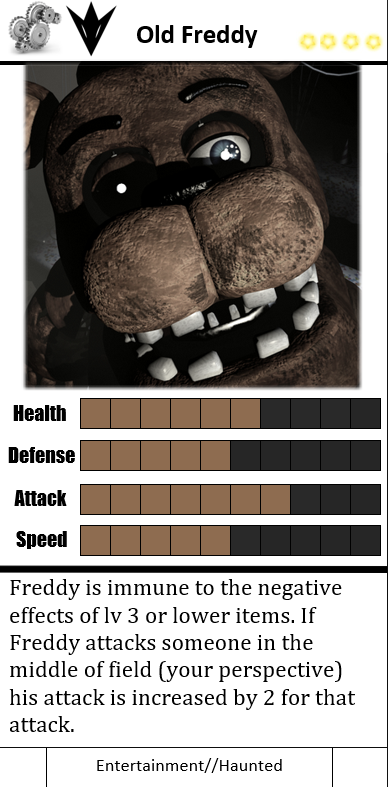 Old Freddy
Health
Defense
Attack
Speed
Freddy is immune to the negative
effects of lv 3 or lower items. If
Freddy attacks someone in the
middle of field (your perspective)
his attack is increased by 2 for that
attack.
Entertainment//Haunted